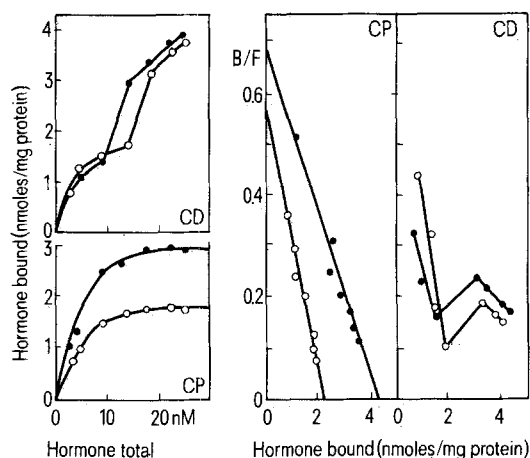 Hormone bound (nmoles/mg protein)
4
3
2
1
0
CD
3
2
1
0
CP
0 10 20 nM
Hormone total
B/F
0.6
0.4
0.2
0
CP
CD
0 2 4
0 2 4
Hormone bound (nmoles/mg protein)